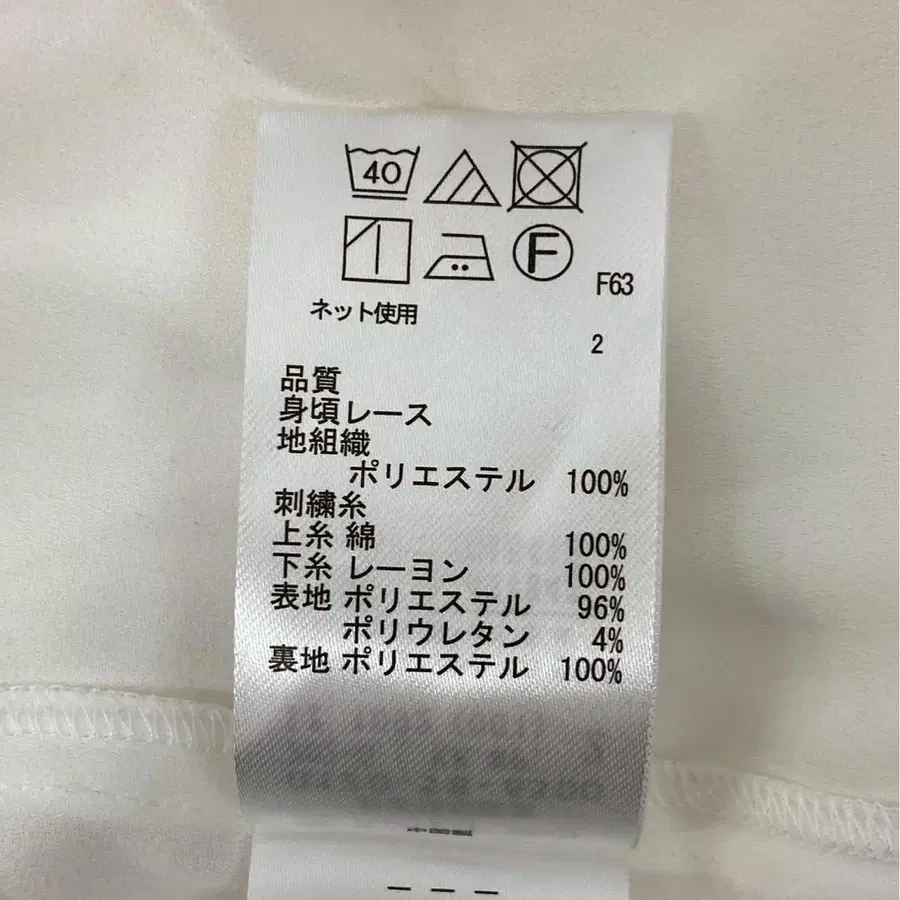 40
F
F63
ネット使用
2
品質
身頃レース
地組織
ポリエステル 100%
刺繍糸
上糸 綿 100%
下糸 レーヨン 100%
表地 ポリエステル 96%
ポリウレタン 4%
裏地 ポリエステル 100%